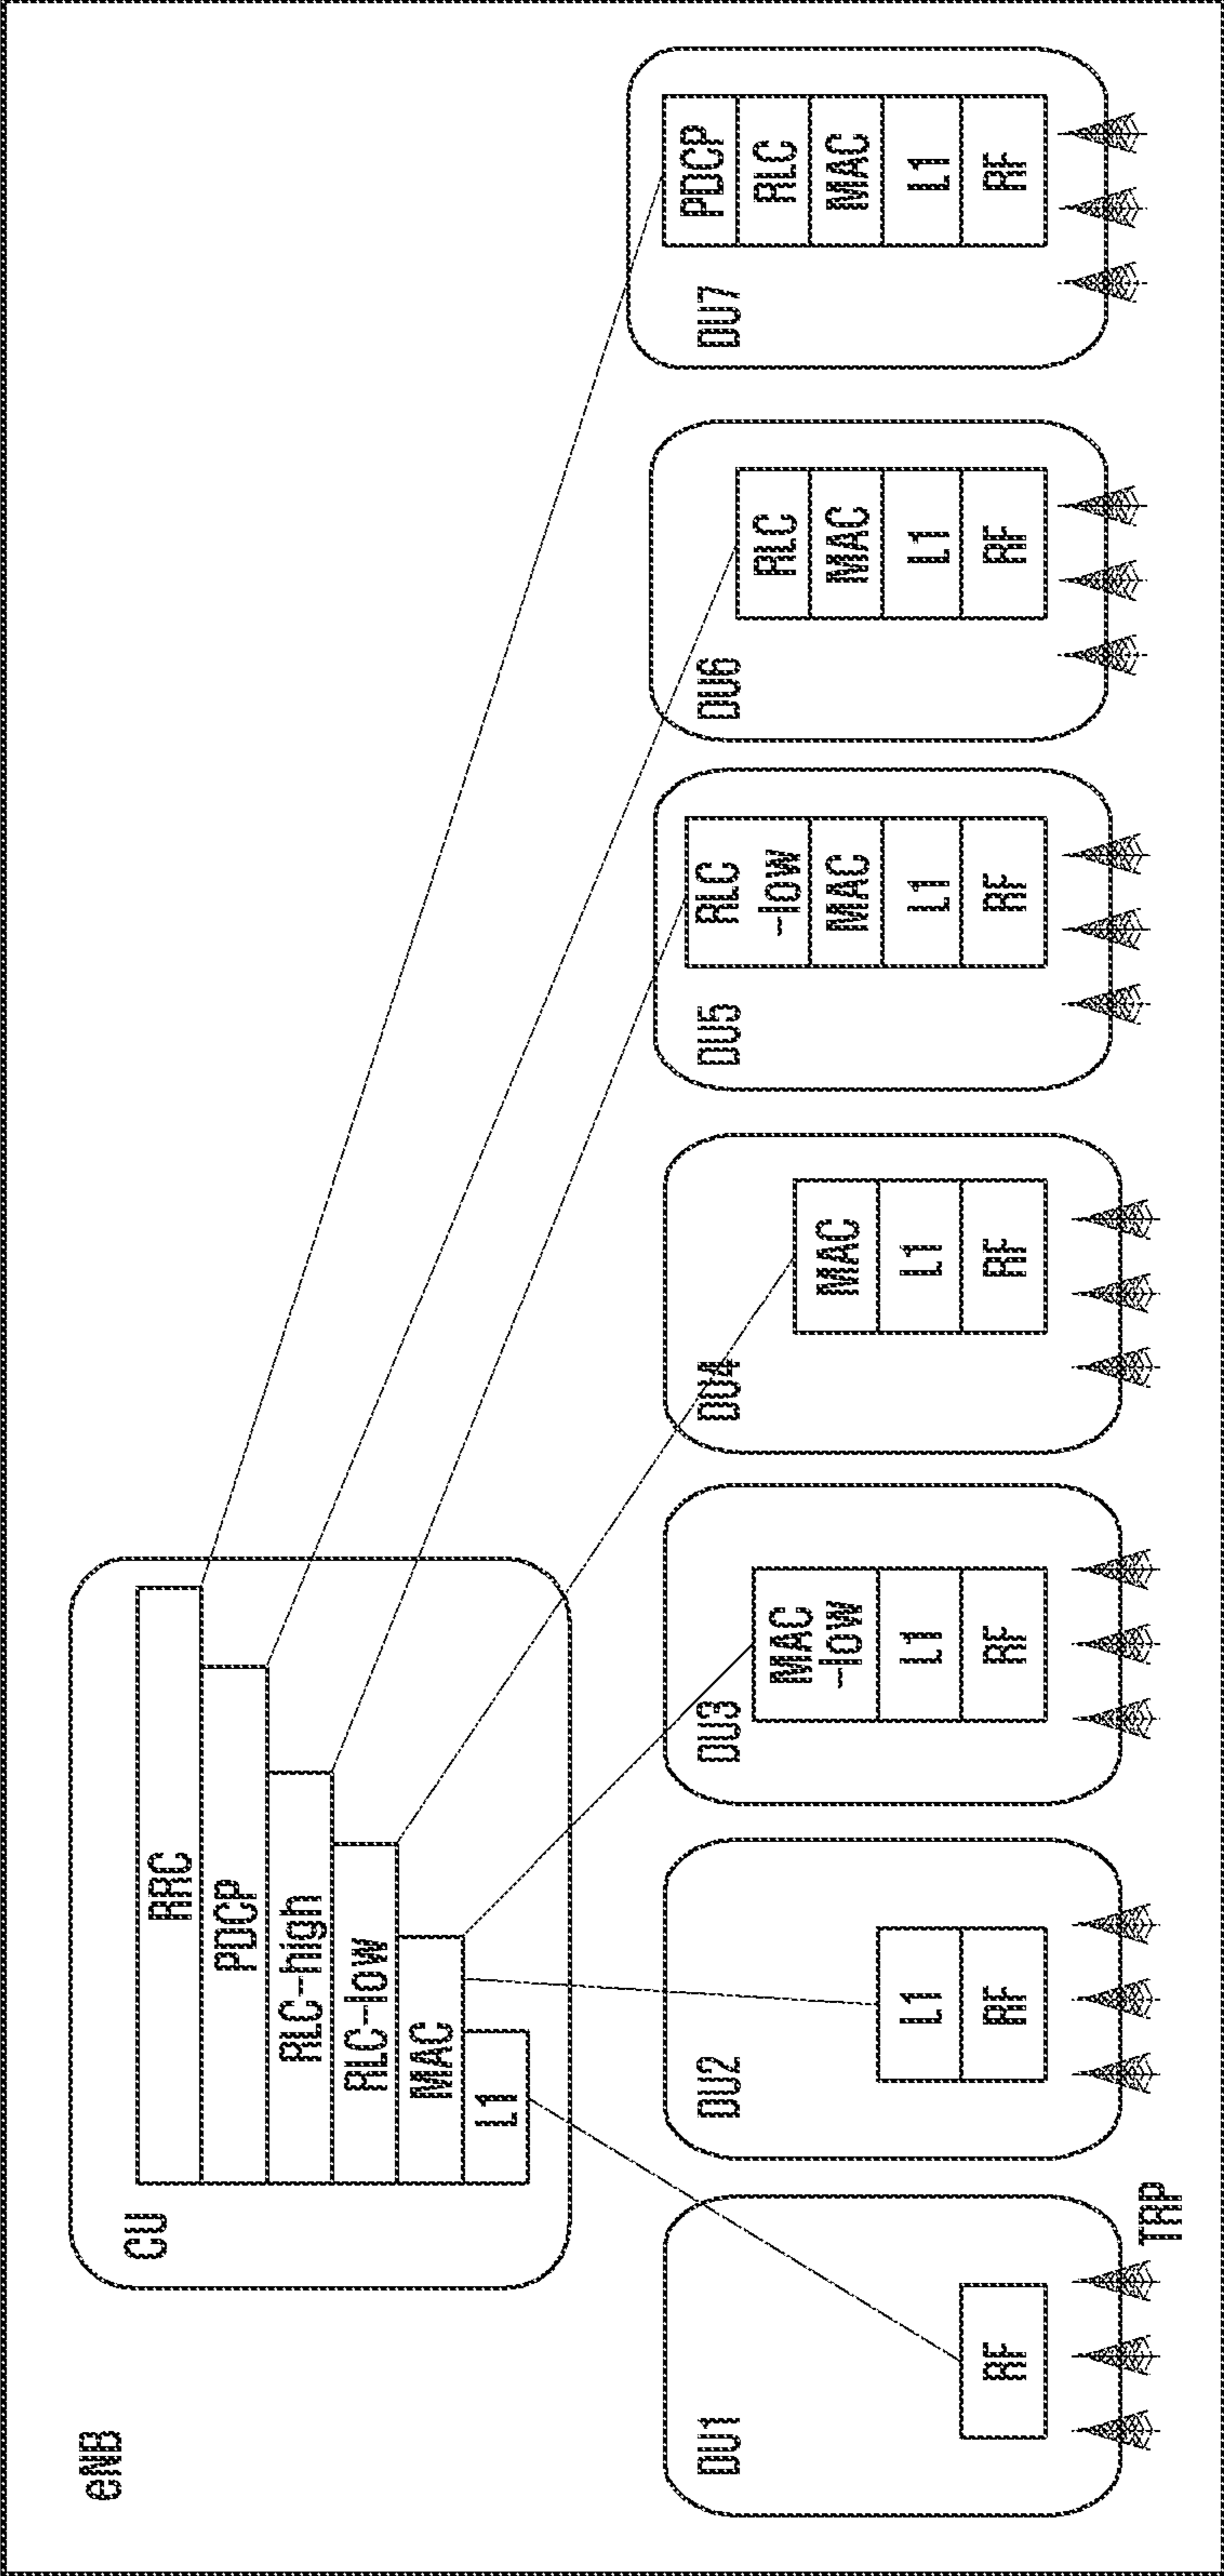 eNB
CU
RRC
PDCP
RLC-high
RLC-low
MAC
L1
DU1
RF
TRP
DU2
L1
RF
DU3
MAC
-low
L1
RF
DU4
MAC
L1
RF
DU5
RLC
-low
MAC
L1
RF
DU6
RLC
MAC
L1
RF
DU7
PDCP
RLC
MAC
L1
RF